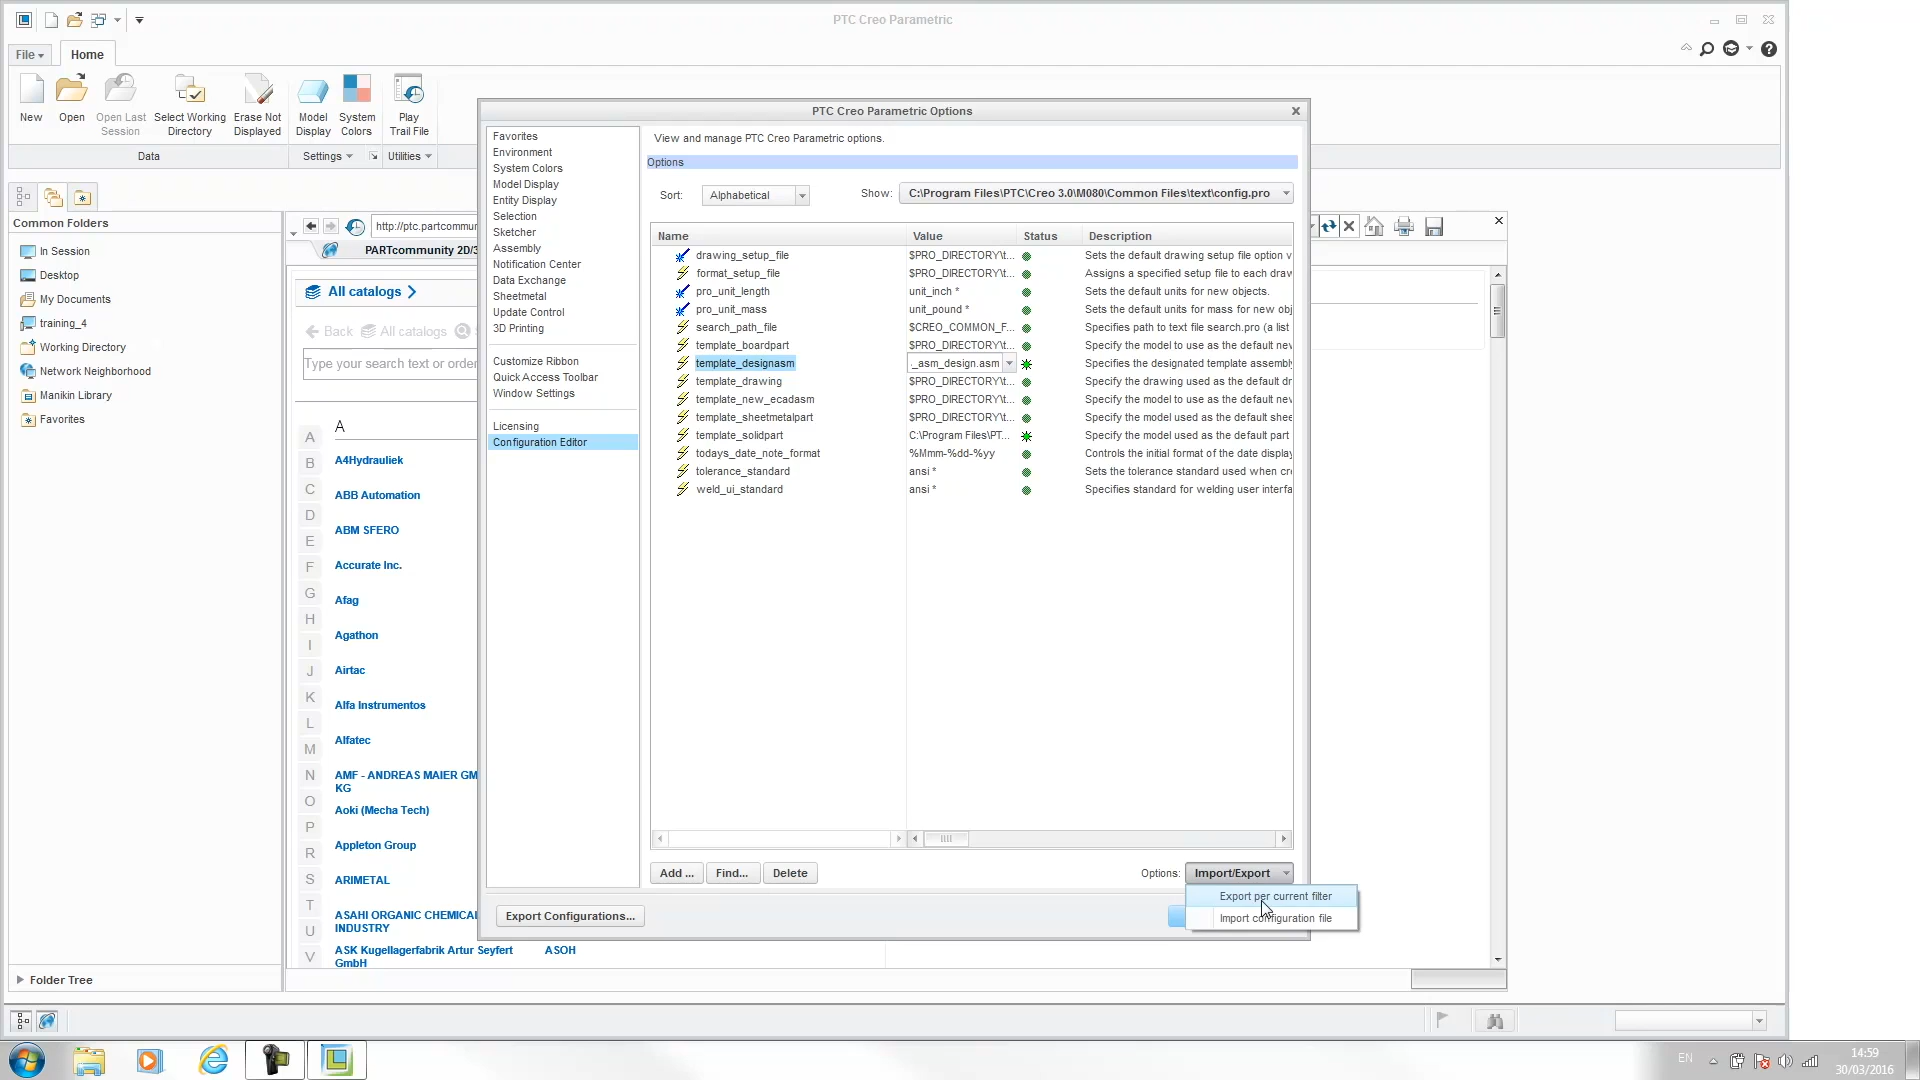 PTC Creo Parametric
File
Home
New
Open
Open Last Session
Select Working Directory
Erase Not Displayed
Model Display
System Colors
Play Trail File
Data
Settings
Utilities
Common Folders
In Session
Desktop
My Documents
training_4
Working Directory
Network Neighborhood
Manikin Library
Favorites
Folder Tree
http://ptc.partcommu
PARTcommunity 2D/3
All catalogs
Back
All catalogs
Type your search text or order
A
B
C
D
E
F
G
H
I
J
K
L
M
N
O
P
R
S
T
U
V
A
A4Hydrauliek
ABB Automation
ABM SFERO
Accurate Inc.
Afag
Agathon
Airtac
Alfa Instrumentos
Alfatec
AMF - ANDREAS MAIER GM
KG
Aoki (Mecha Tech)
Appleton Group
ARIMETAL
ASAHI ORGANIC CHEMICAL
INDUSTRY
ASK Kugellagerfabrik Artur Seyfert
GmbH
ASOH
PTC Creo Parametric Options
Favorites
Environment
System Colors
Model Display
Entity Display
Selection
Sketcher
Assembly
Notification Center
Data Exchange
Sheetmetal
Update Control
3D Printing
Customize Ribbon
Quick Access Toolbar
Window Settings
Licensing
Configuration Editor
View and manage PTC Creo Parametric options.
Options
Sort: Alphabetical
Show: C:\Program Files\PTC\Creo 3.0\M080\Common Files\text\config.pro
Name Value Status Description
drawing_setup_file $PRO_DIRECTORY\t... Sets the default drawing setup file option v
format_setup_file $PRO_DIRECTORY\t... Assigns a specified setup file to each draw
pro_unit_length unit_inch * Sets the default units for new objects.
pro_unit_mass unit_pound * Sets the default units for mass for new obj
search_path_file $CREO_COMMON_F... Specifies path to text file search.pro (a list
template_boardpart $PRO_DIRECTORY\t... Specify the model to use as the default nev
template_designasm ._asm_design.asm Specifies the designated template assembly
template_drawing $PRO_DIRECTORY\t... Specify the drawing used as the default dr
template_new_ecadasm $PRO_DIRECTORY\t... Specify the model to use as the default nev
template_sheetmetalpart $PRO_DIRECTORY\t... Specify the model used as the default shee
template_solidpart C:\Program Files\PT... Specify the model used as the default part
todays_date_note_format %Mmm-%dd-%yy Controls the initial format of the date display
tolerance_standard ansi * Sets the tolerance standard used when cre
weld_ui_standard ansi * Specifies standard for welding user interfa
Add ...
Find...
Delete
Options: Import/Export
Export per current filter
Import configuration file
Export Configurations...
EN
14:59
30/03/2016